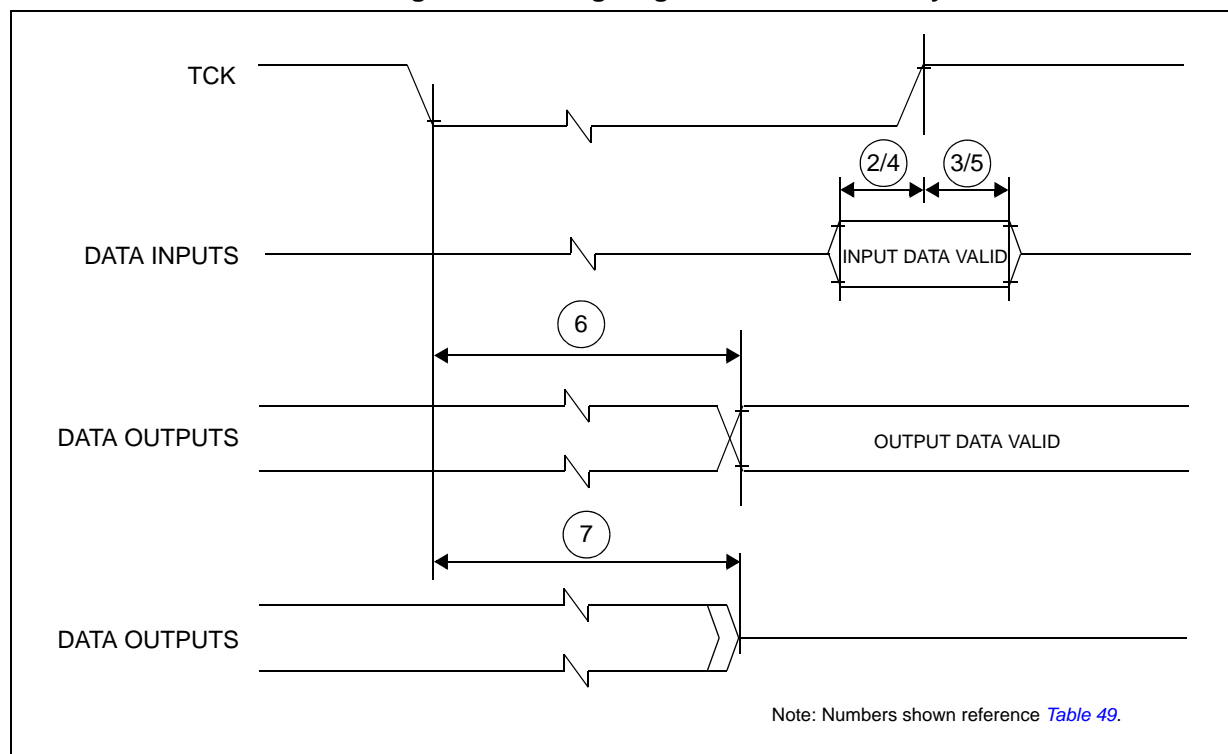 TCK
2/4
3/5
DATA INPUTS
INPUT DATA VALID
6
DATA OUTPUTS
OUTPUT DATA VALID
7
DATA OUTPUTS
Note: Numbers shown reference Table 49.